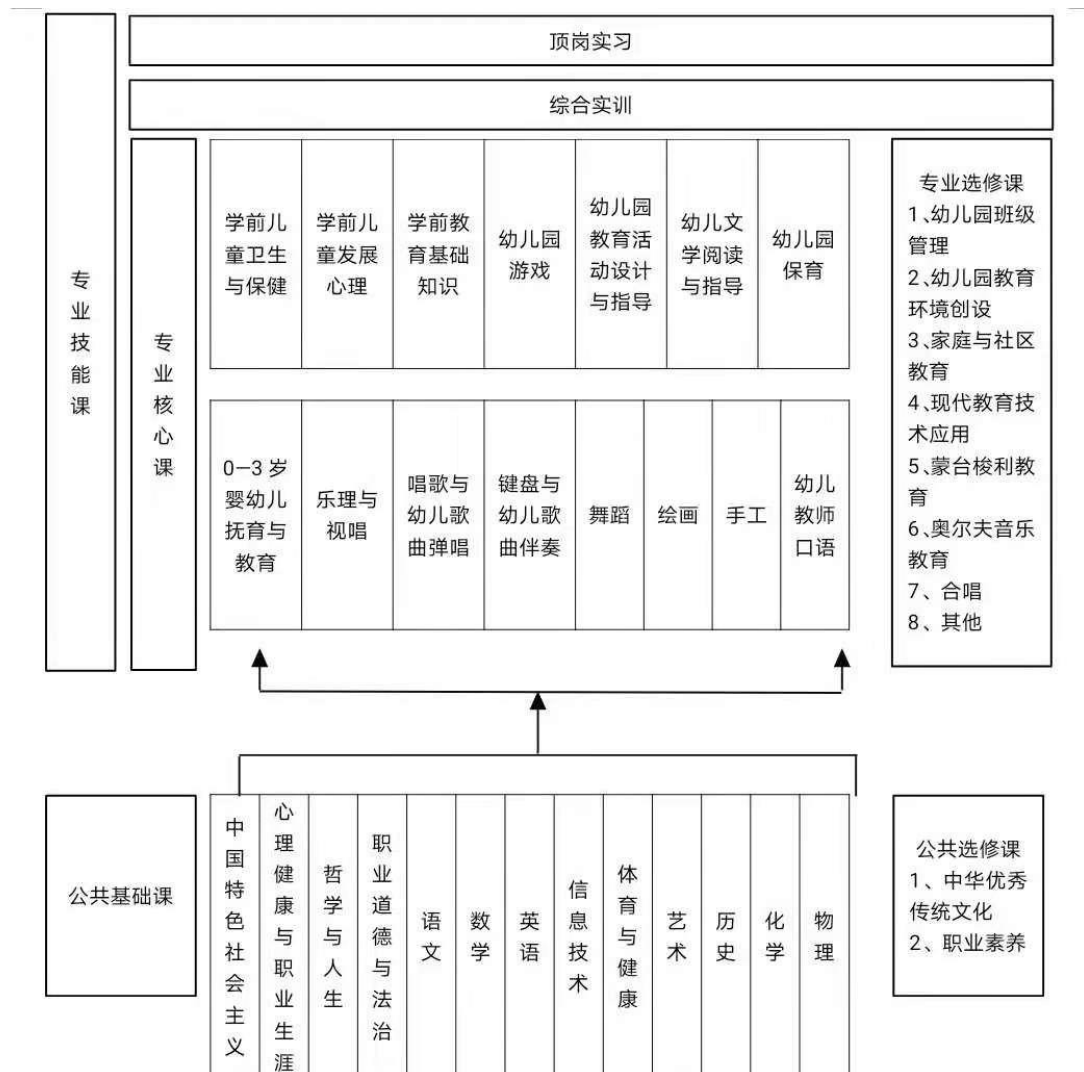 顶岗实习
综合实训
专业技能课
专业核心课
学前儿
童卫生
与保健
学前儿
童发展
心理
学前教
育基础
知识
幼儿园
游戏
幼儿园
教育活
动设计
与指导
幼儿文
学阅读
与指导
幼儿园
保育
0—3 岁
婴幼儿
抚育与
教育
乐理与
视唱
唱歌与
幼儿歌
曲弹唱
键盘与
幼儿歌
曲伴奏
舞蹈
绘画
手工
幼儿
教师
口语
专业选修课
1、幼儿园班级
管理
2、幼儿园教育
环境创设
3、家庭与社区
教育
4、现代教育技
术应用
5、蒙台梭利教
育
6、奥尔夫音乐
教育
7、合唱
8、其他
公共基础课
中国特色社会主义
心理健康与职业生涯
哲学与人生
职业道德与法治
语文
数学
英语
信息技术
体育与健康
艺术
历史
化学
物理
公共选修课
1、中华优秀
传统文化
2、职业素养